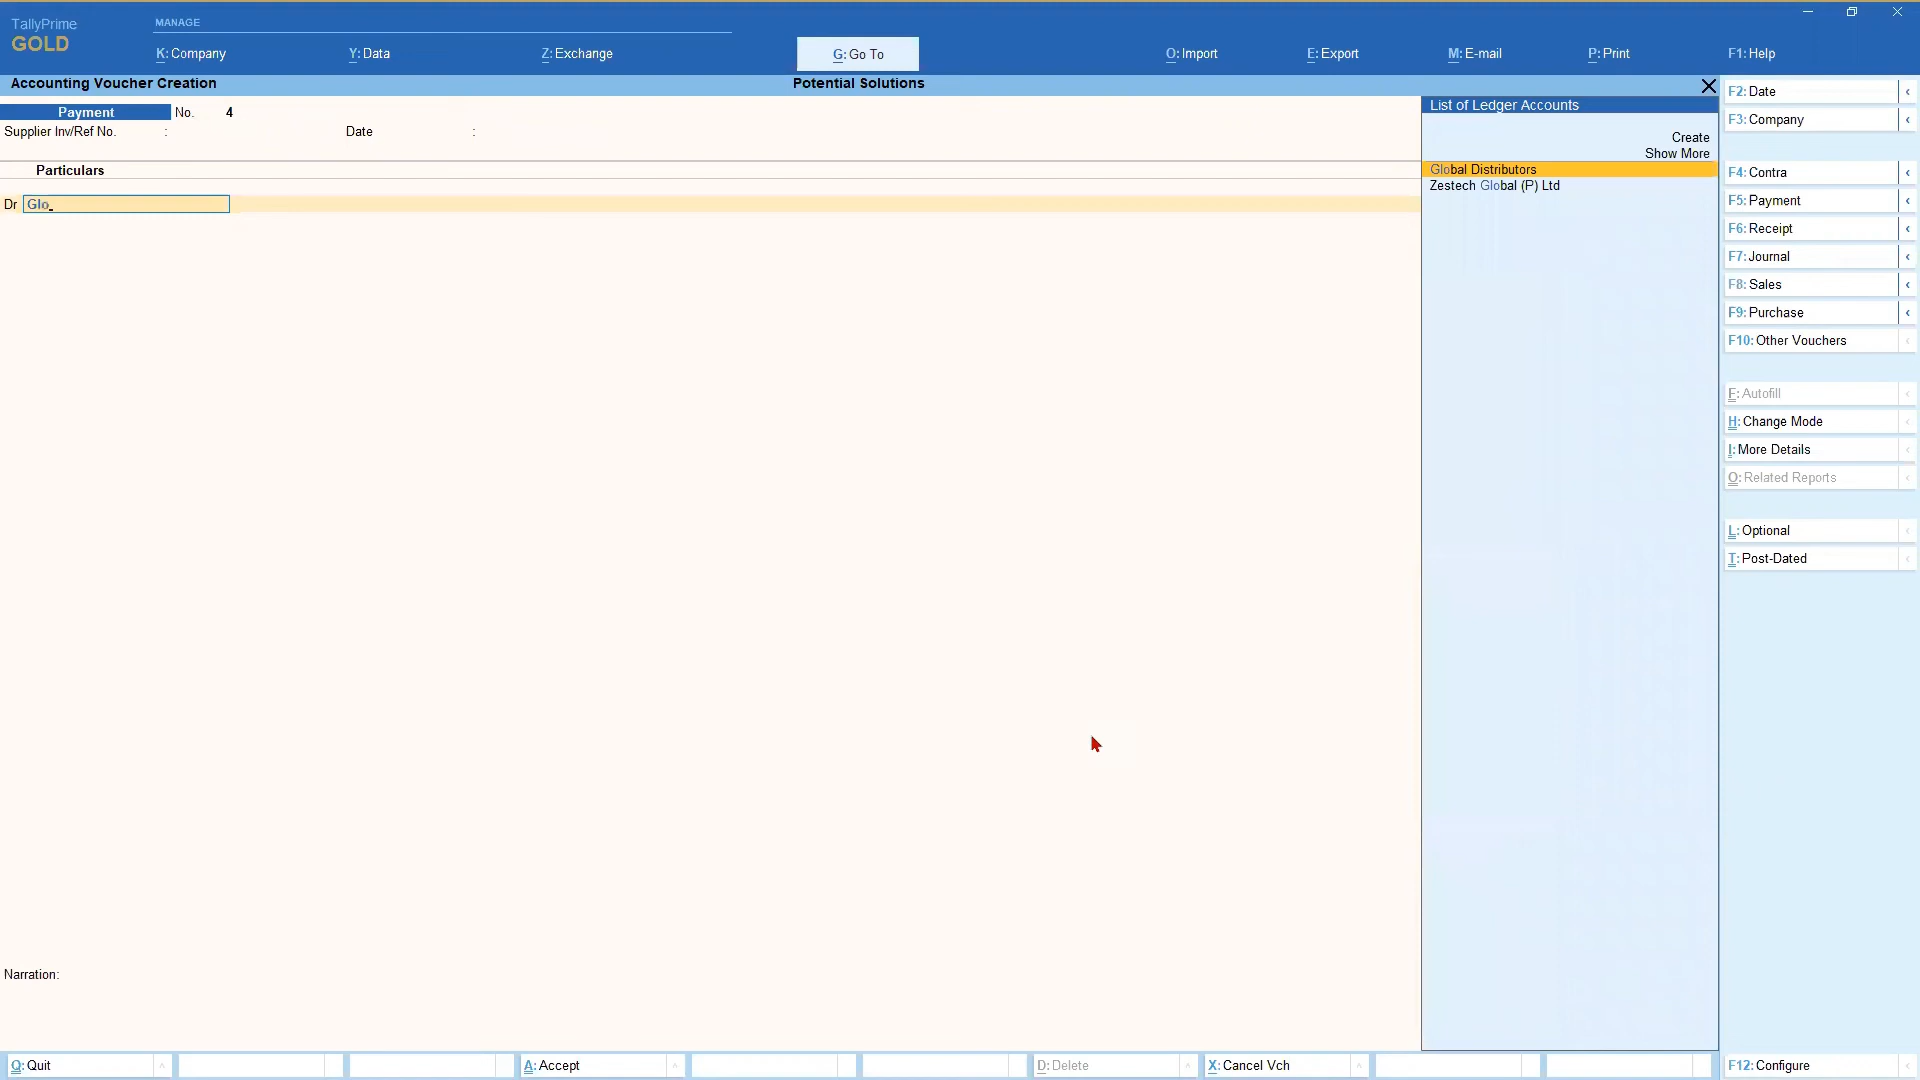 TallyPrime
GOLD
MANAGE
K: Company
Y: Data
Z: Exchange
G: Go To
O: Import
E: Export
M: E-mail
P: Print
F1: Help
Accounting Voucher Creation
Potential Solutions
Payment No. 4
Supplier Inv/Ref No. : Date :
Particulars
Dr Glo
Narration:
List of Ledger Accounts
Create
Show More
Global Distributors
Zestech Global (P) Ltd
F2: Date
F3: Company
F4: Contra
F5: Payment
F6: Receipt
F7: Journal
F8: Sales
F9: Purchase
F10: Other Vouchers
F: Autofill
H: Change Mode
I: More Details
O: Related Reports
L: Optional
T: Post-Dated
Q: Quit
A: Accept
D: Delete
X: Cancel Vch
F12: Configure